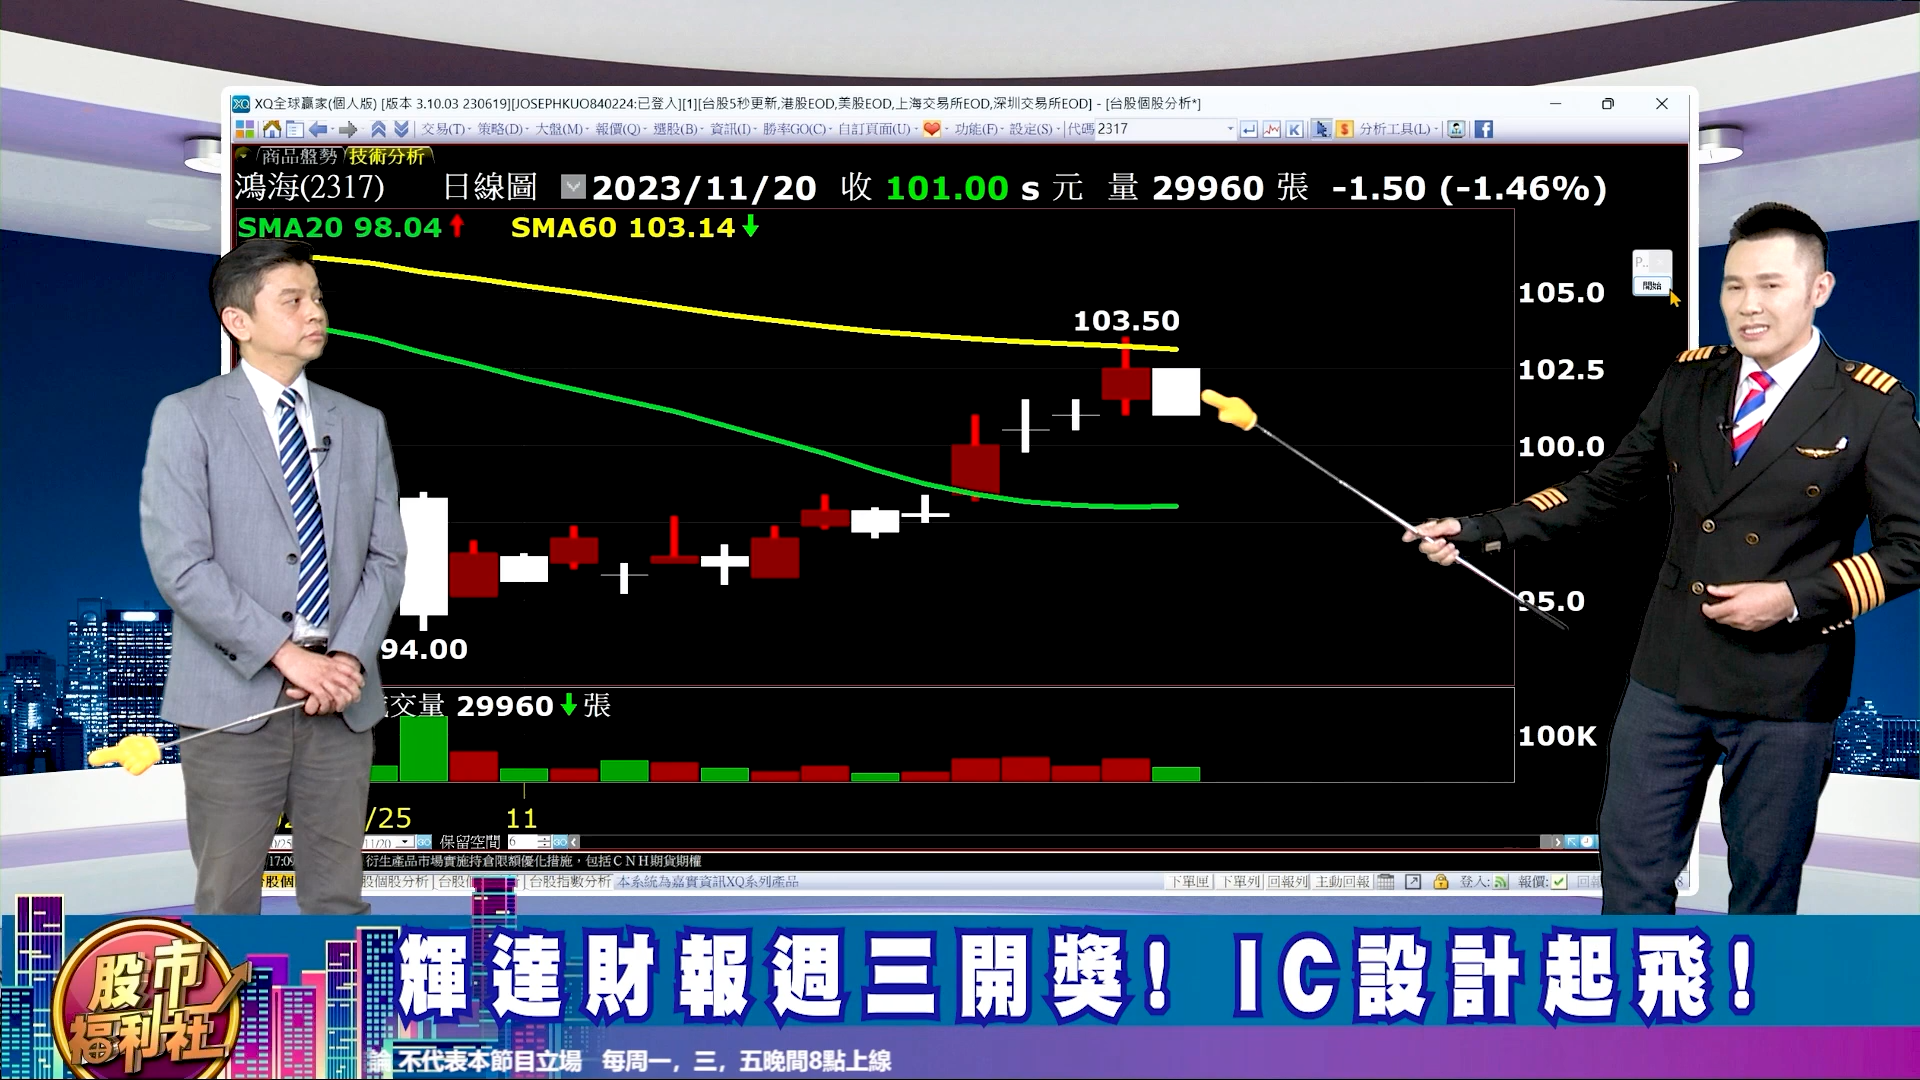 XQ全球贏家(個人版) [版本 3.10.03 230619][JOSEPHKUO840224:已登入][1][台股5秒更新,港股EOD,美股EOD,上海交易所EOD,深圳交易所EOD] - [台股個股分析*]
交易(T) 策略(D) 大盤(M) 報價(Q) 選股(B) 資訊(I) 勝率GO(C) 自訂頁面(U) 功能(F) 設定(S) 代碼 2317 分析工具(L)
商品盤勢 技術分析
鴻海(2317) 日線圖 2023/11/20 收 101.00 s 元 量 29960 張 -1.50 (-1.46%)
SMA20 98.04 SMA60 103.14
P..
開始
105.0
103.50
102.5
100.0
95.0
94.00
交量 29960 張
100K
/25 11
11/20 保留空間 6
17:09 衍生產品市場實施持倉限額優化措施，包括CNH期貨期權
股個 股個股分析 台股 台股指數分析 本系統為嘉實資訊XQ系列產品 下單匣 下單列 回報列 主動回報 登入: 報價:
股市福利社
輝達財報週三開獎! IC設計起飛!
論 不代表本節目立場 每周一，三，五晚間8點上線